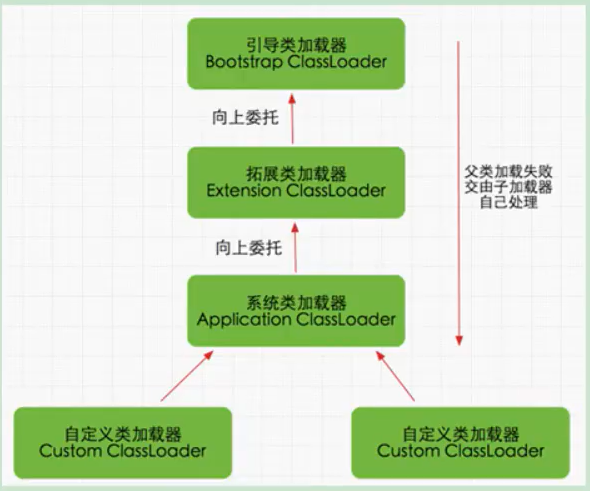 引导类加载器
Bootstrap ClassLoader
向上委托
拓展类加载器
Extension ClassLoader
父类加载失败
交由子加载器
自己处理
向上委托
系统类加载器
Application ClassLoader
自定义类加载器
Custom ClassLoader
自定义类加载器
Custom ClassLoader